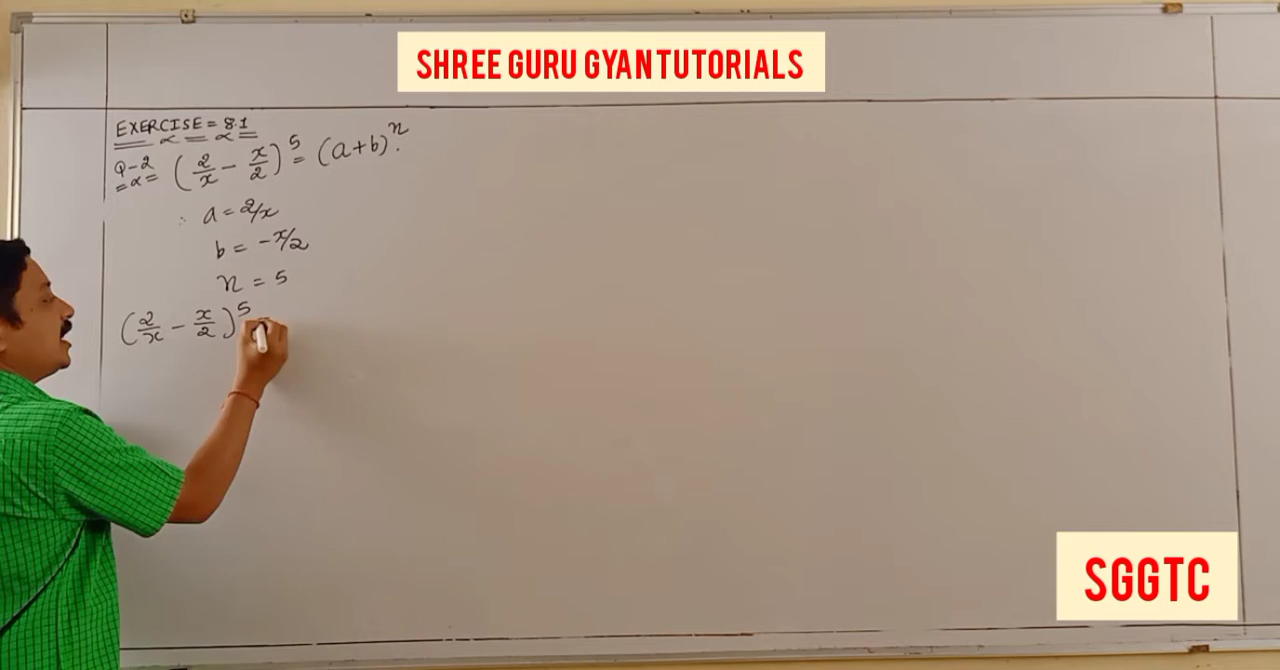 SHREE GURU GYAN TUTORIALS
EXERCISE = 8.1
Q-2 (2/x - x/2)^5 = (a+b)^n.
∴ a = 2/x
b = -x/2
n = 5
(2/x - x/2)^5
SGGTC